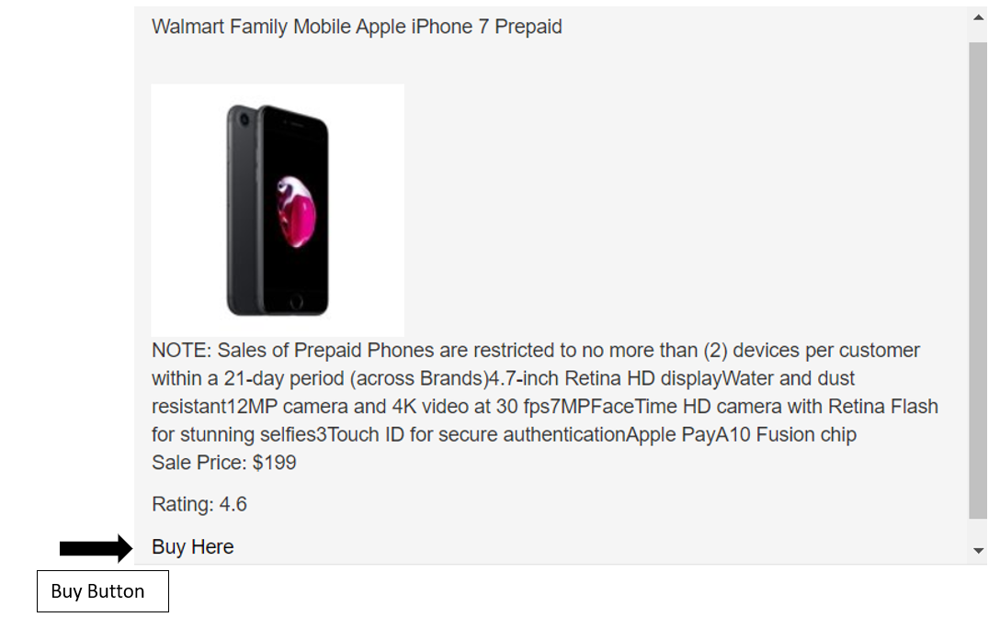 Walmart Family Mobile Apple iPhone 7 Prepaid
NOTE: Sales of Prepaid Phones are restricted to no more than (2) devices per customer
within a 21-day period (across Brands)4.7-inch Retina HD displayWater and dust
resistant12MP camera and 4K video at 30 fps7MPFaceTime HD camera with Retina Flash
for stunning selfies3Touch ID for secure authenticationApple PayA10 Fusion chip
Sale Price: $199
Rating: 4.6
Buy Here
Buy Button